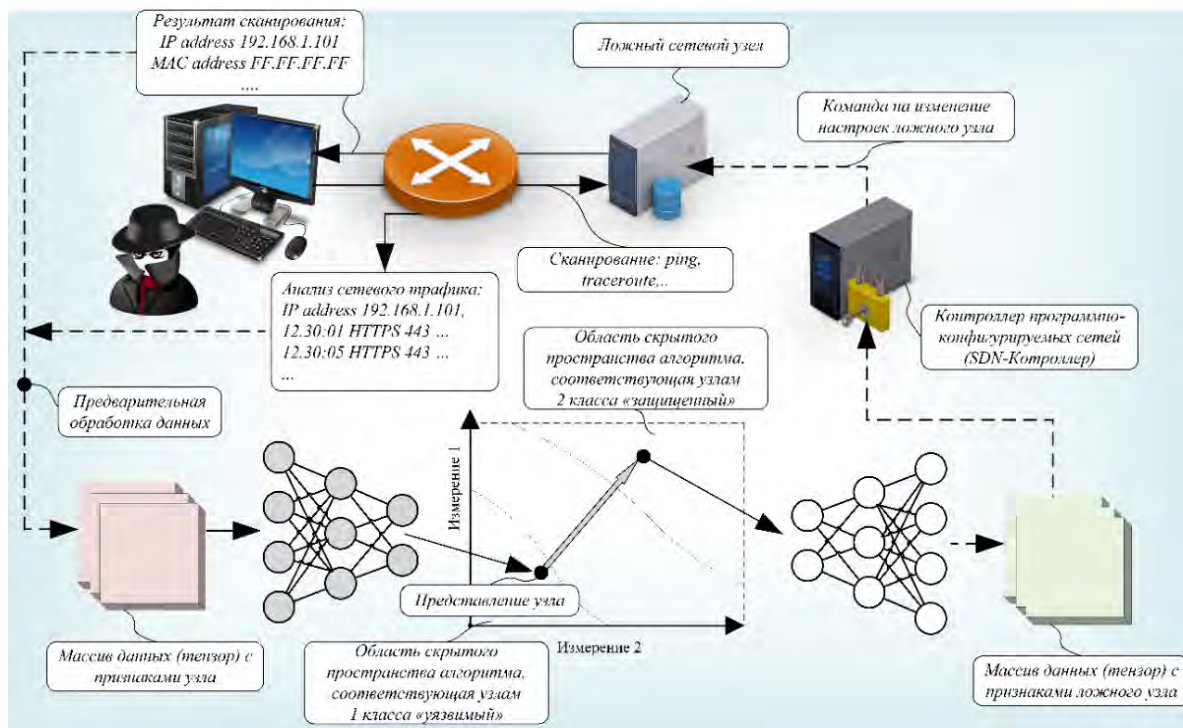 Результат сканирования:
IP address 192.168.1.101
MAC address FF.FF.FF.FF
....
Ложный сетевой узел
Команда на изменение
настроек ложного узла
Сканирование: ping,
traceroute,..
Анализ сетевого трафика:
IP address 192.168.1.101,
12.30:01 HTTPS 443 ...
12.30:05 HTTPS 443 ...
...
Контроллер программно-
конфигурируемых сетей
(SDN-Котроллер)
Область скрытого
пространства алгоритма,
соответствующая узлам
2 класса «защищенный»
Предварительная
обработка данных
Измерение 1
Представление узла
Измерение 2
Область скрытого
пространства алгоритма,
соответствующая узлам
1 класса «уязвимый»
Массив данных (тензор) с
признаками узла
Массив данных (тензор) с
признаками ложного узла